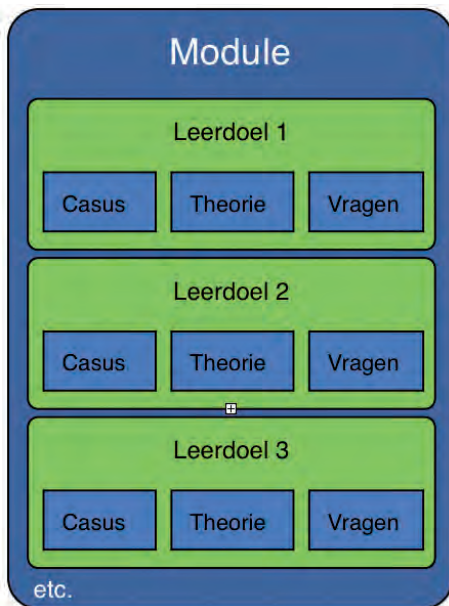 Module
Leerdoel 1
Casus Theorie Vragen
Leerdoel 2
Casus Theorie Vragen
Leerdoel 3
Casus Theorie Vragen
etc.